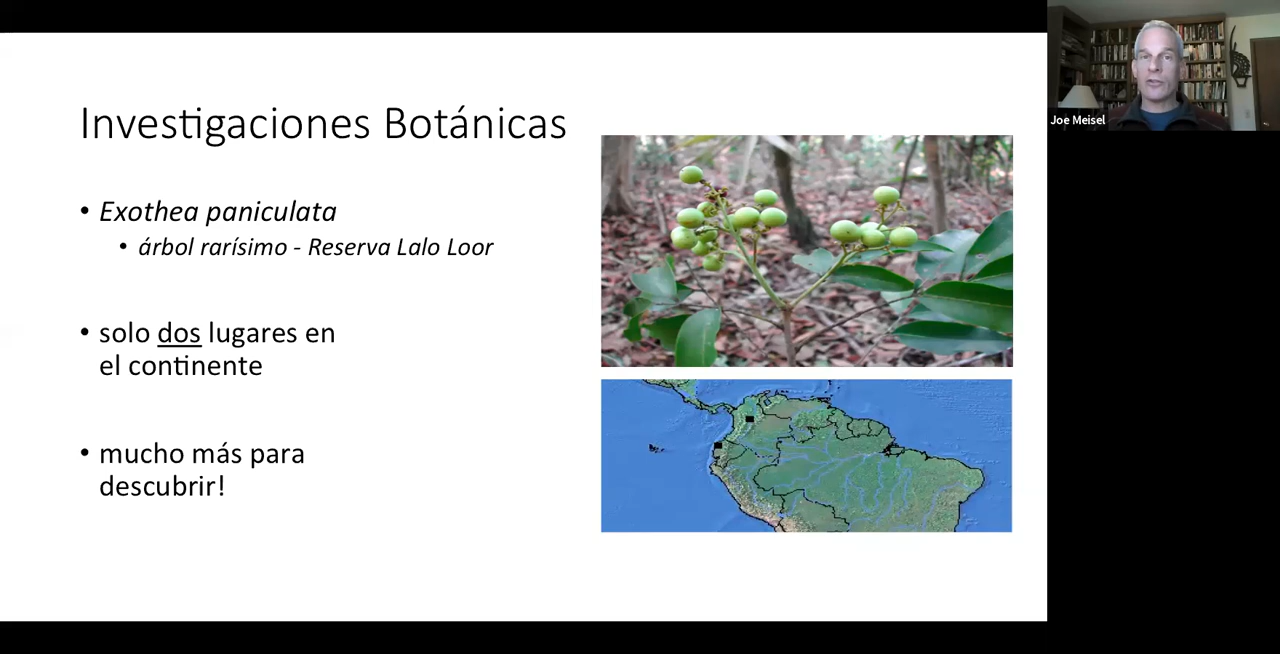 Investigaciones Botánicas
• Exothea paniculata
• árbol rarísimo - Reserva Lalo Loor
• solo dos lugares en
el continente
• mucho más para
descubrir!
Joe Meisel